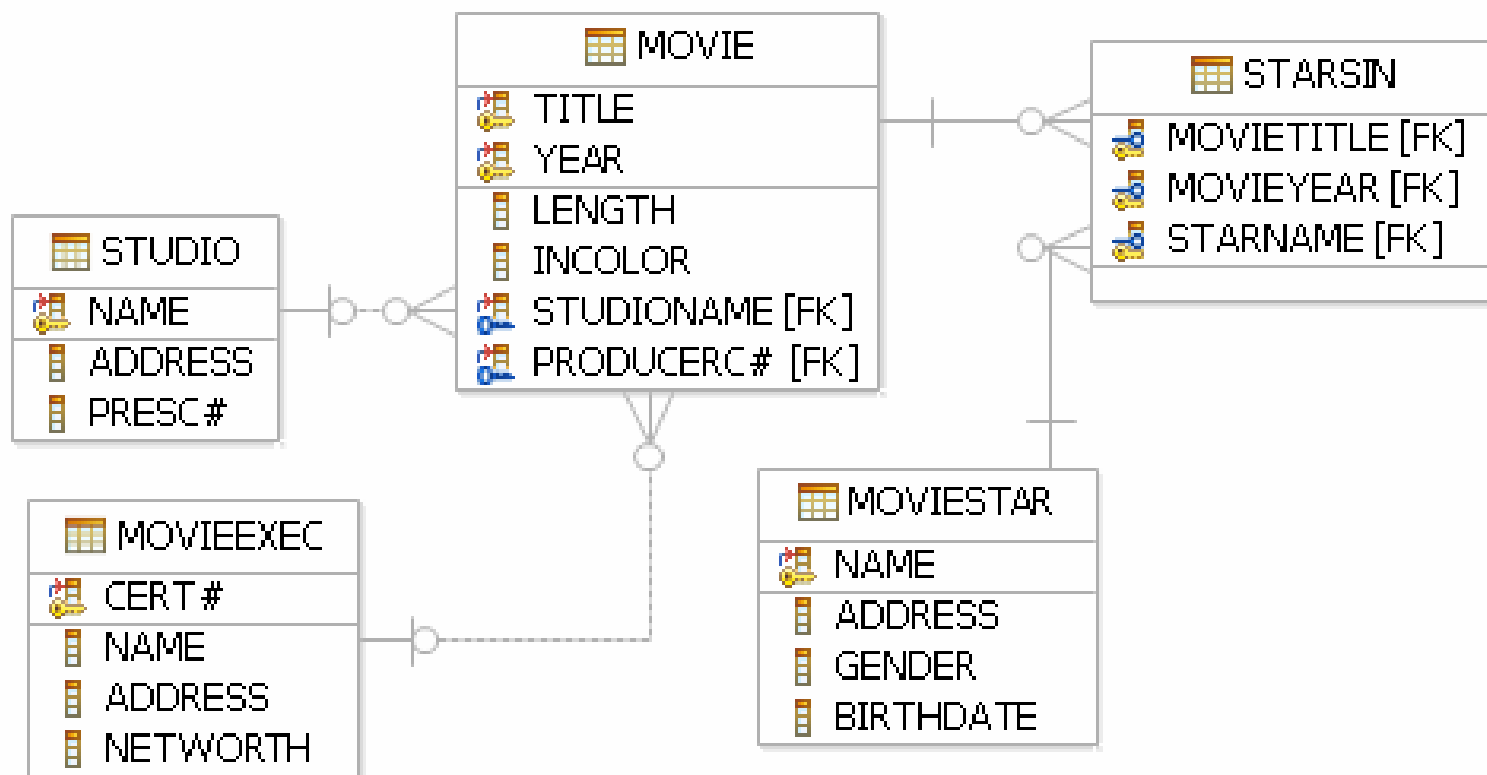 MOVIE
TITLE
YEAR
LENGTH
INCOLOR
STUDIONAME [FK]
PRODUCERC# [FK]
STARSIN
MOVIETITLE [FK]
MOVIEYEAR [FK]
STARNAME [FK]
STUDIO
NAME
ADDRESS
PRESC#
MOVIEEXEC
CERT#
NAME
ADDRESS
NETWORTH
MOVIESTAR
NAME
ADDRESS
GENDER
BIRTHDATE